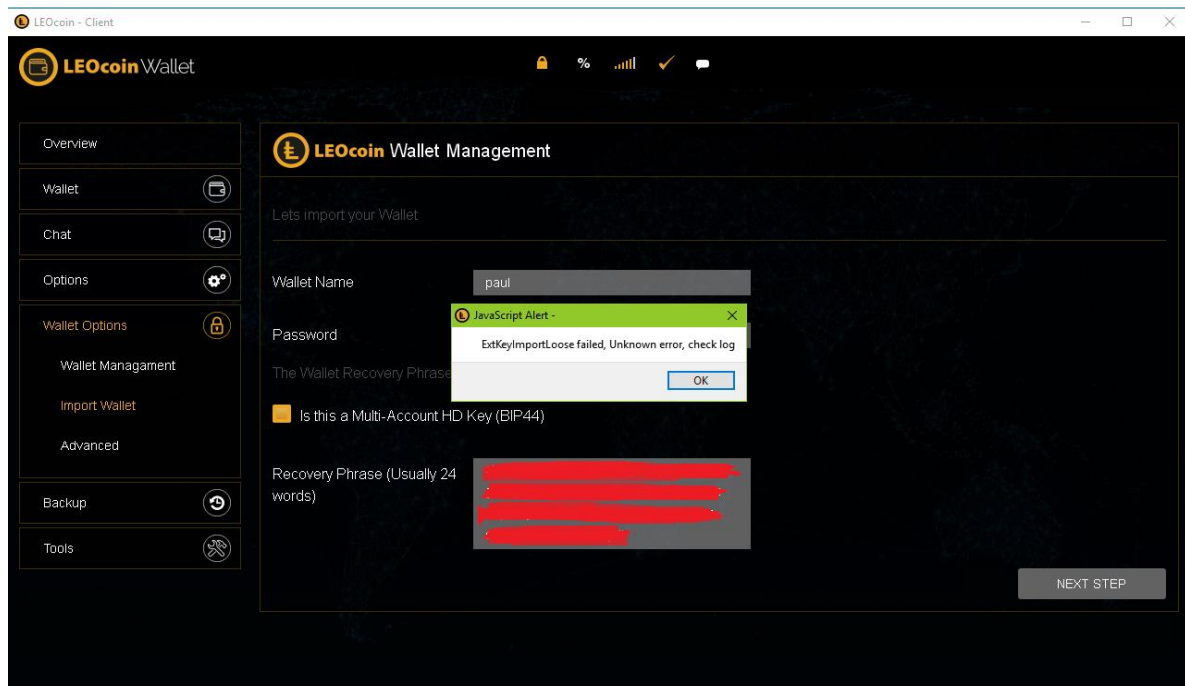 LEOcoin - Client
LEOcoin Wallet
%
Overview
Wallet
Chat
Options
Wallet Options
Wallet Managament
Import Wallet
Advanced
Backup
Tools
LEOcoin Wallet Management
Lets import your Wallet
Wallet Name
paul
Password
The Wallet Recovery Phrase
JavaScript Alert -
ExtKeyImportLoose failed, Unknown error, check log
OK
Is this a Multi-Account HD Key (BIP44)
Recovery Phrase (Usually 24
words)
NEXT STEP